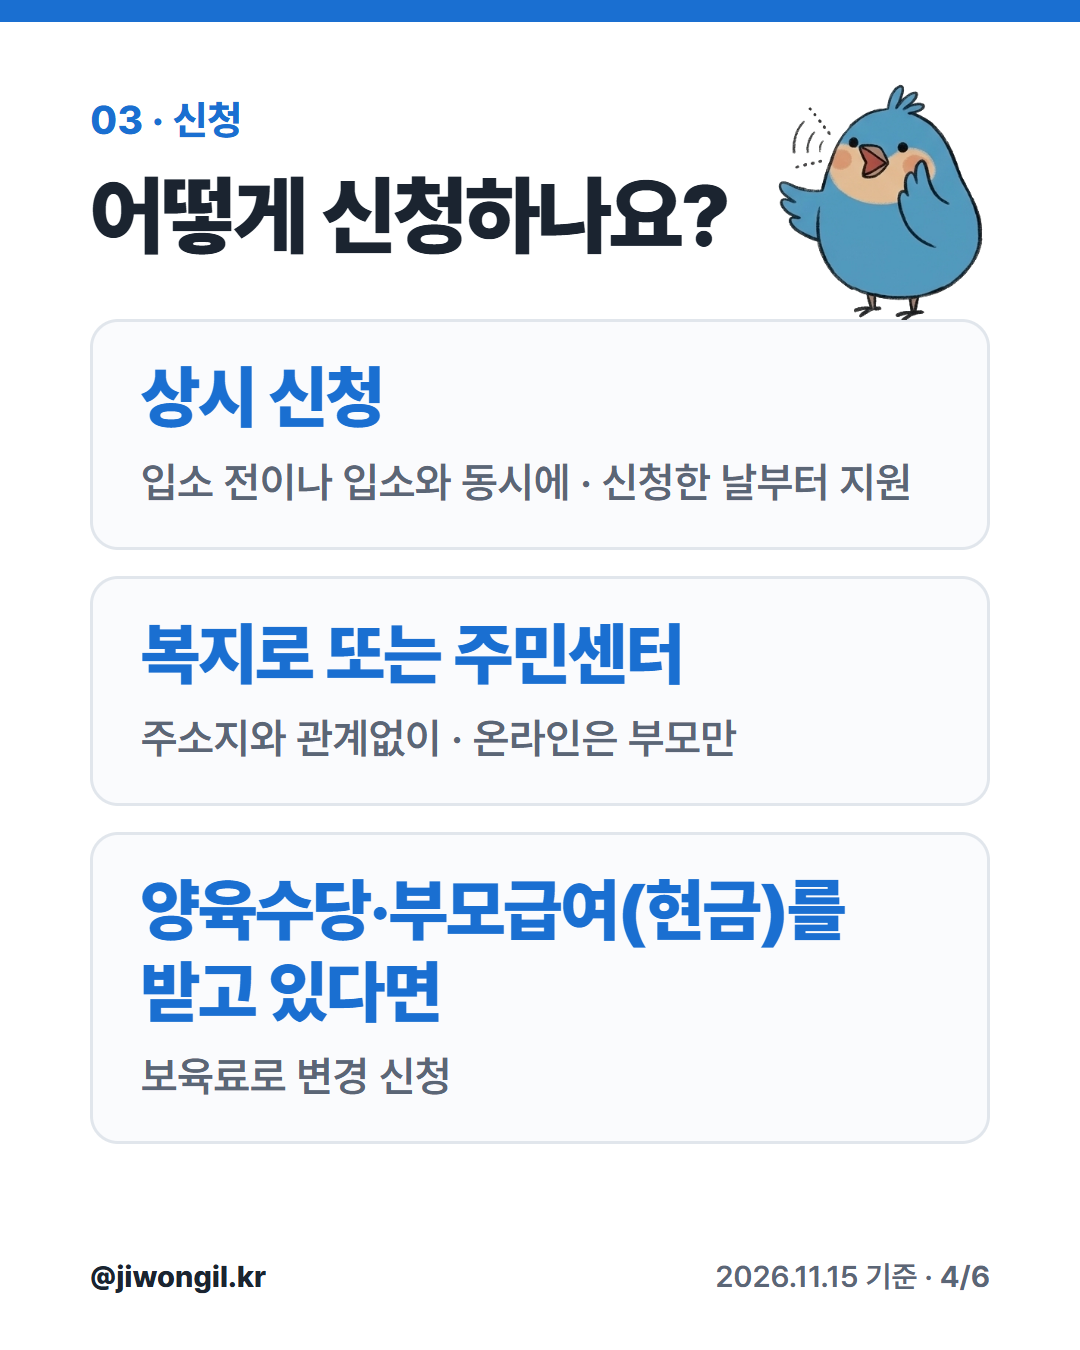 03 · 신청
어떻게 신청하나요?
상시 신청
입소 전이나 입소와 동시에 · 신청한 날부터 지원
복지로 또는 주민센터
주소지와 관계없이 · 온라인은 부모만
양육수당·부모급여(현금)를
받고 있다면
보육료로 변경 신청
@jiwongil.kr
2026.11.15 기준 · 4/6